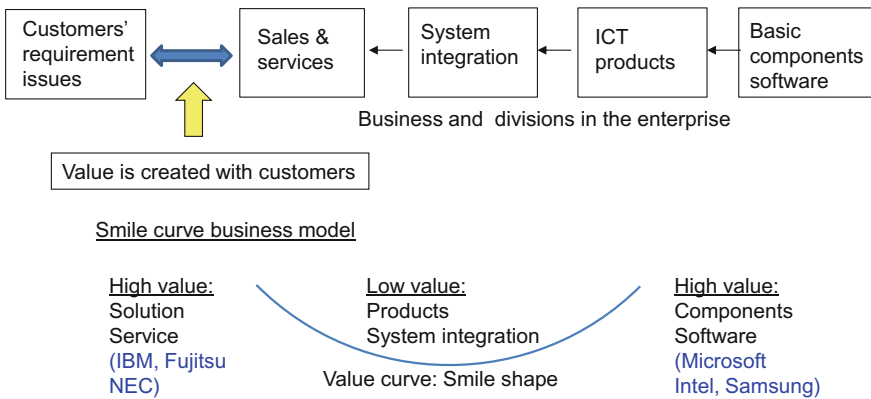 Customers’
requirement
issues
Sales &
services
System
integration
ICT
products
Basic
components
software
Business and divisions in the enterprise
Value is created with customers
Smile curve business model
High value:
Solution
Service
(IBM, Fujitsu
NEC)
Low value:
Products
System integration
High value:
Components
Software
(Microsoft
Intel, Samsung)
Value curve: Smile shape